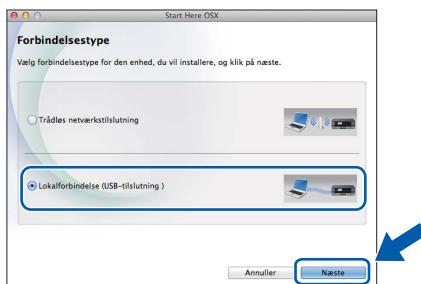 Start Here OSX
Forbindelsestype
Vælg forbindelsestype for den enhed, du vil installere, og klik på næste.
Trådløs netværkstilslutning
Lokalforbindelse (USB-tilslutning )
Annuller
Næste